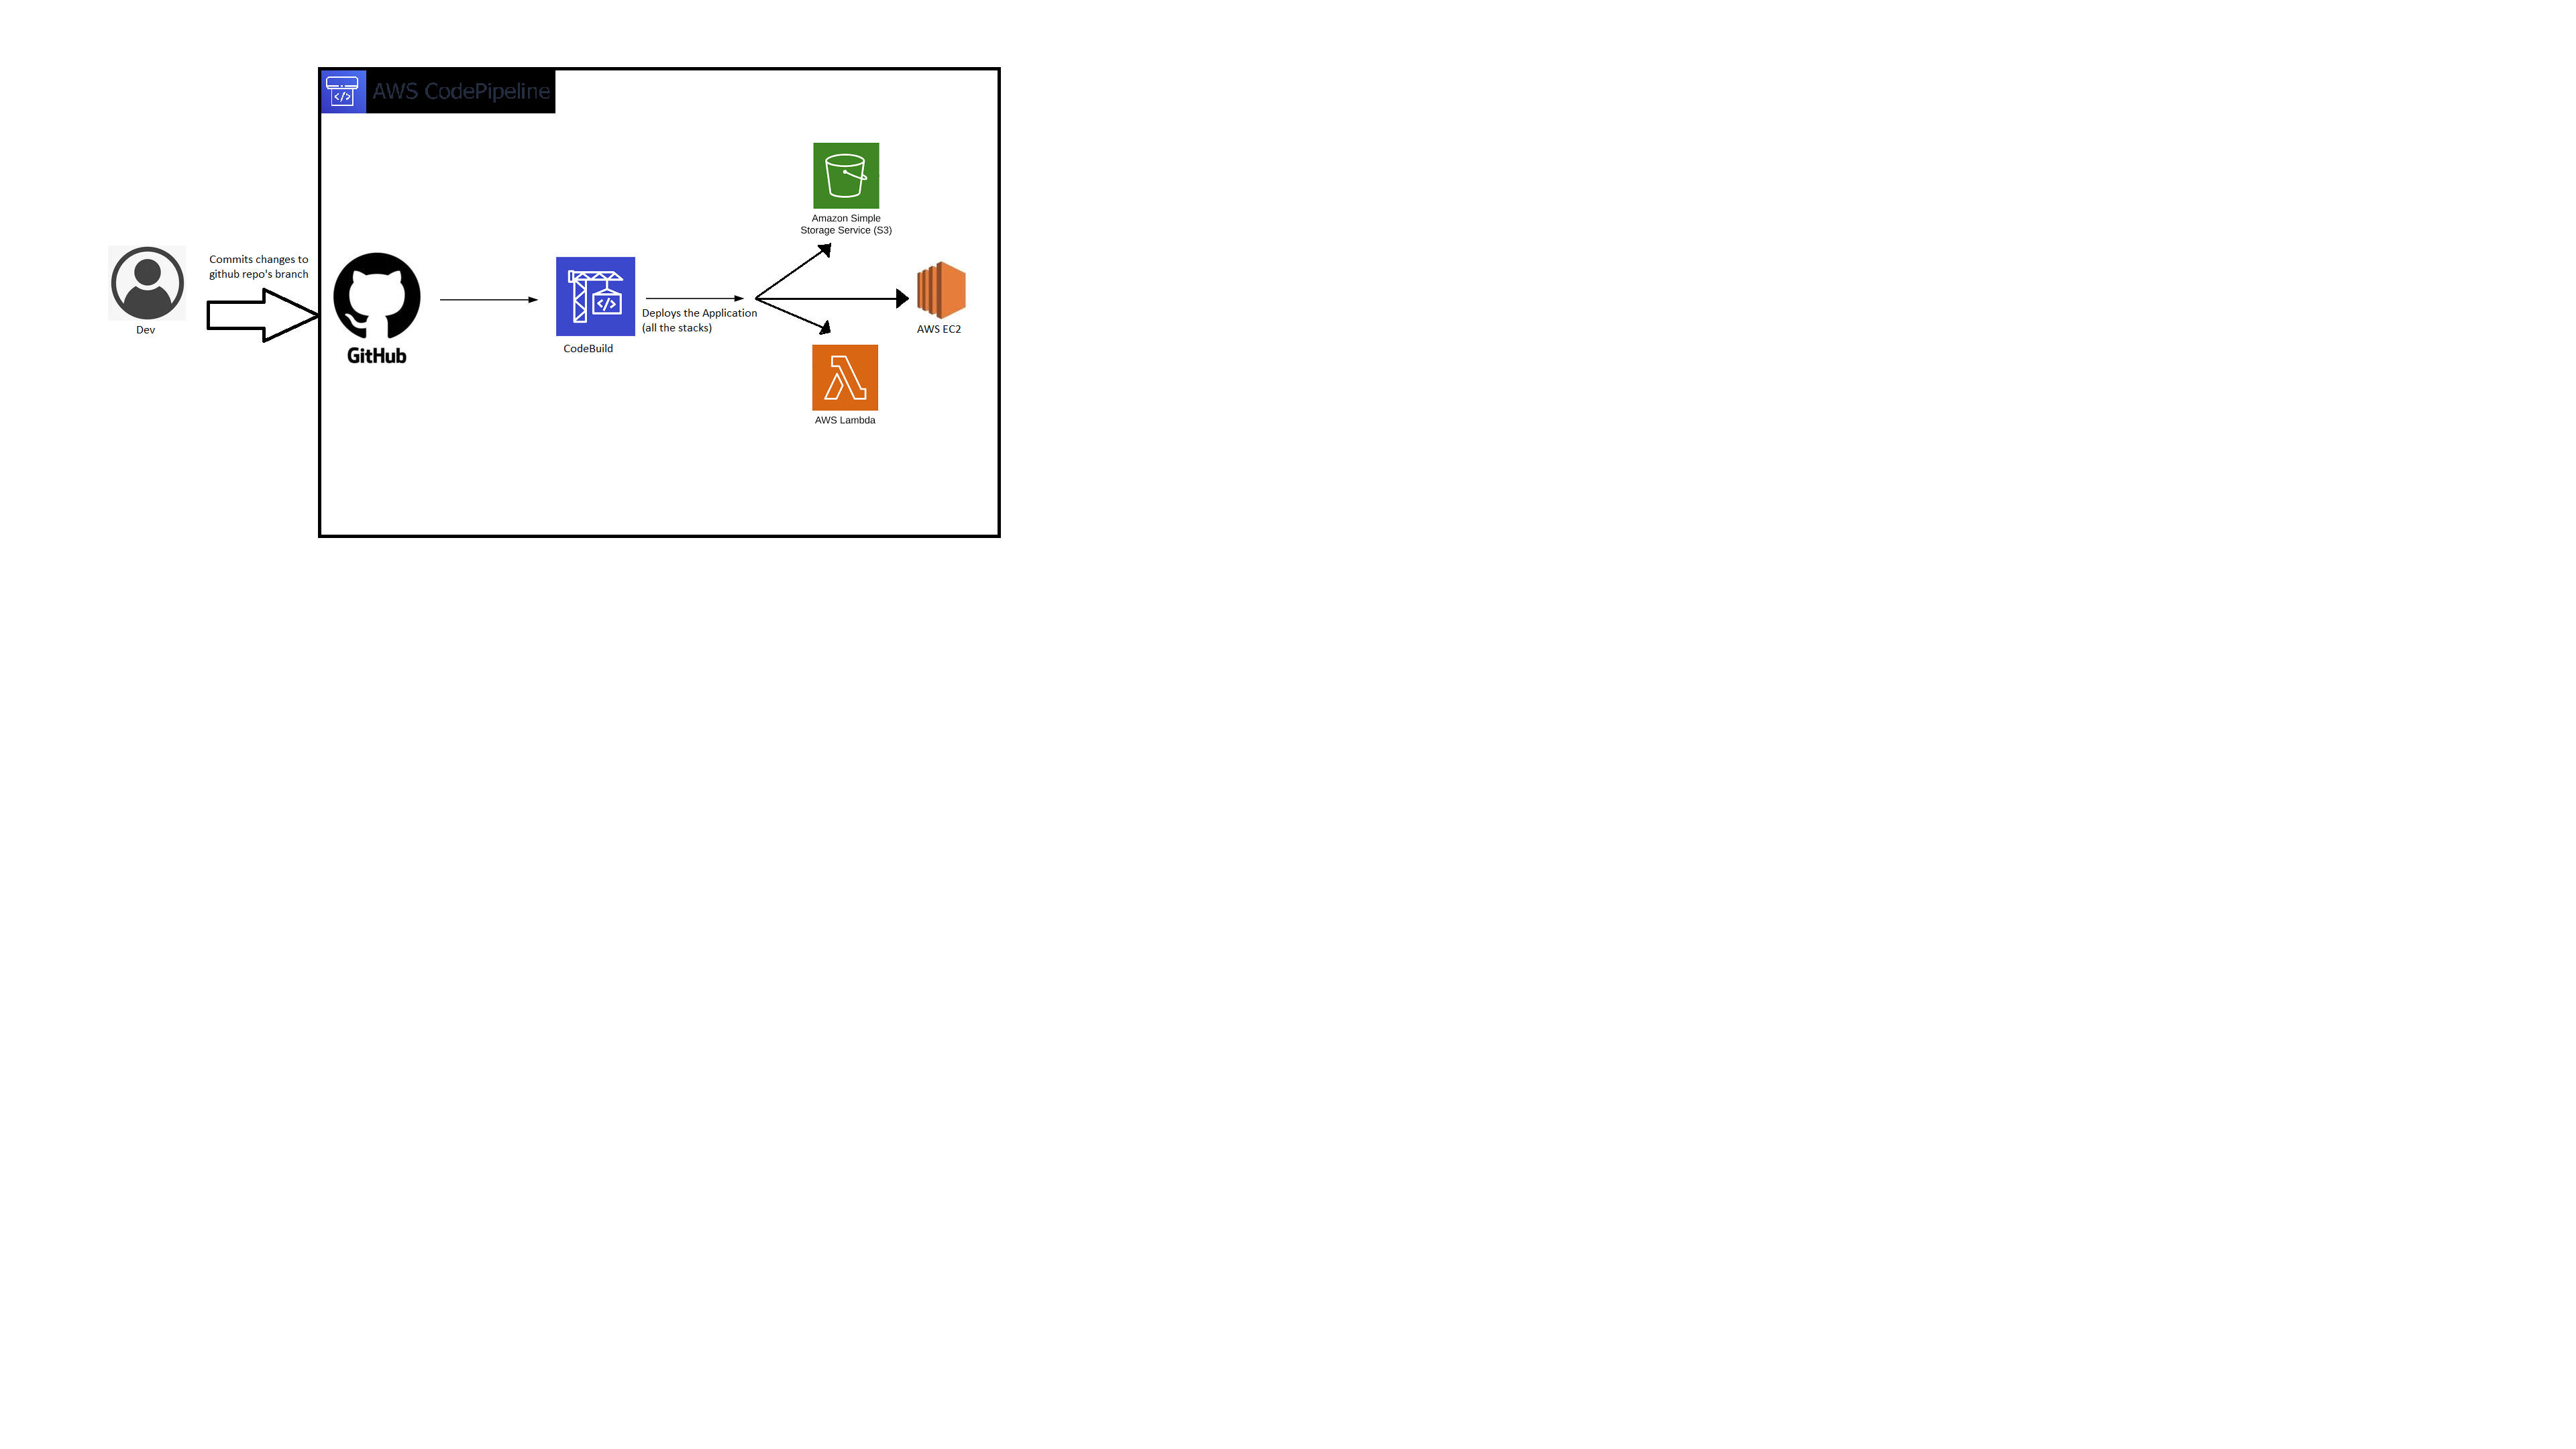 AWS CodePipeline
Amazon Simple
Storage Service (S3)
Commits changes to
github repo's branch
Dev
GitHub
CodeBuild
Deploys the Application
(all the stacks)
AWS EC2
AWS Lambda